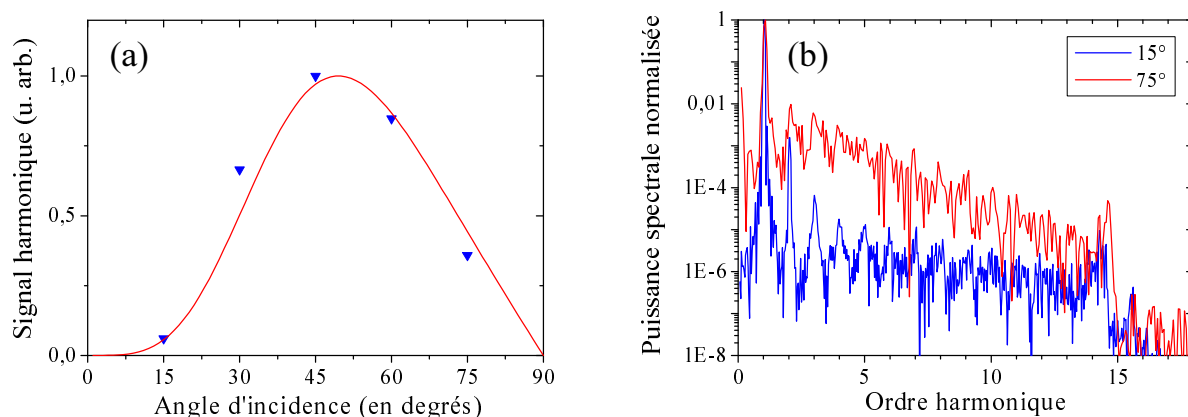 (a)
Signal harmonique (u. arb.)
1,0
0,5
0,0
0 15 30 45 60 75 90
Angle d'incidence (en degrés)
(b)
15°
75°
Puissance spectrale normalisée
1
0,01
1E-4
1E-6
1E-8
0 5 10 15
Ordre harmonique